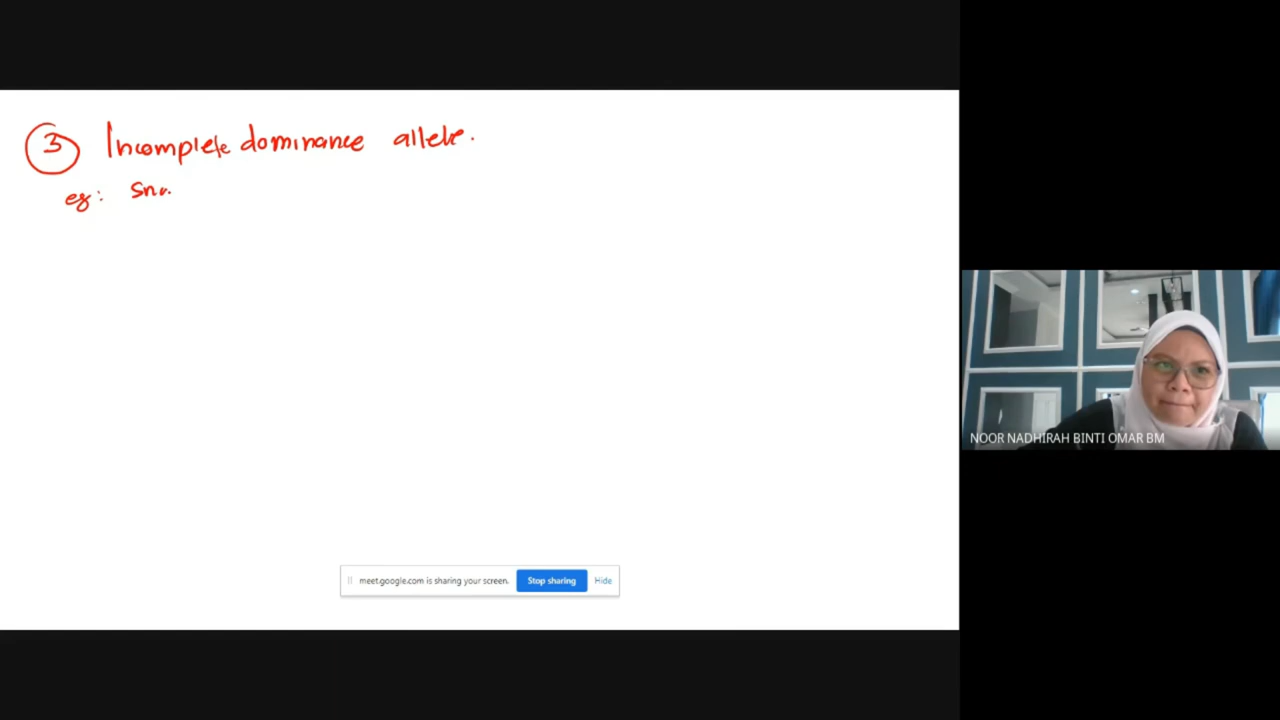 3 Incomplete dominance allele.
eg: sna
meet.google.com is sharing your screen. Stop sharing Hide
NOOR NADHIRAH BINTI OMAR BM